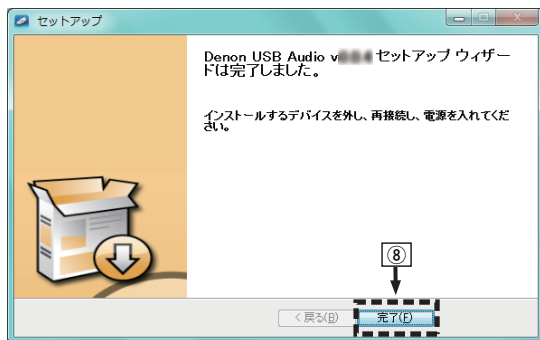 セットアップ
Denon USB Audio v セットアップ ウィザー
ドは完了しました。
インストールするデバイスを外し、再接続し、電源を入れてくだ
さい。
⑧
< 戻る(B)
完了(F)